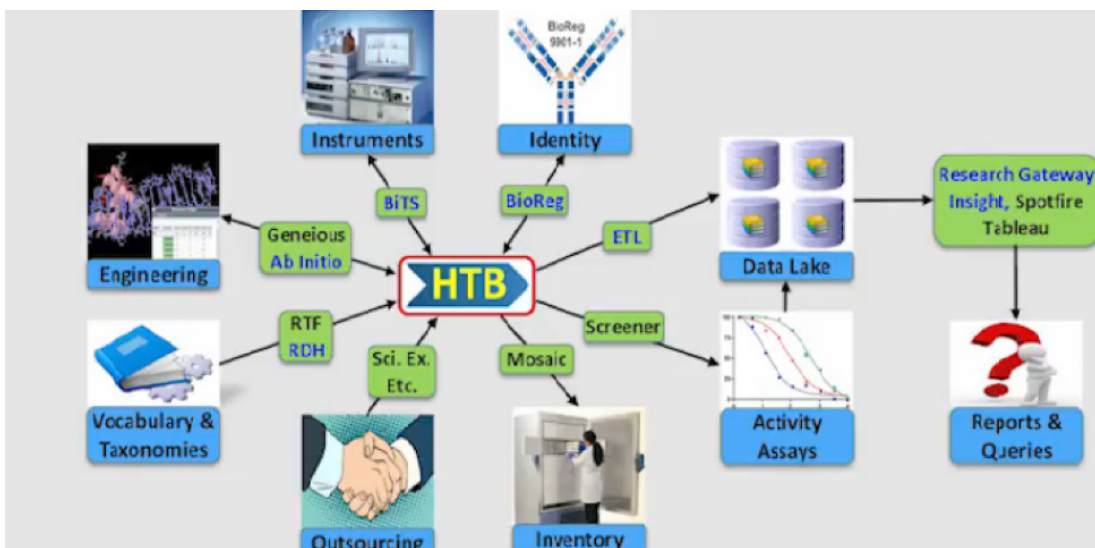 BioReg
9901-1
Instruments
Identity
BiTS
BioReg
Research Gateway
Insight, Spotfire
Tableau
Geneious
Ab Initio
ETL
Engineering
HTB
Data Lake
RTF
RDH
Screener
Sci. Ex.
Etc.
Mosaic
Vocabulary &
Taxonomies
Activity
Assays
Reports &
Queries
Outsourcing
Inventory